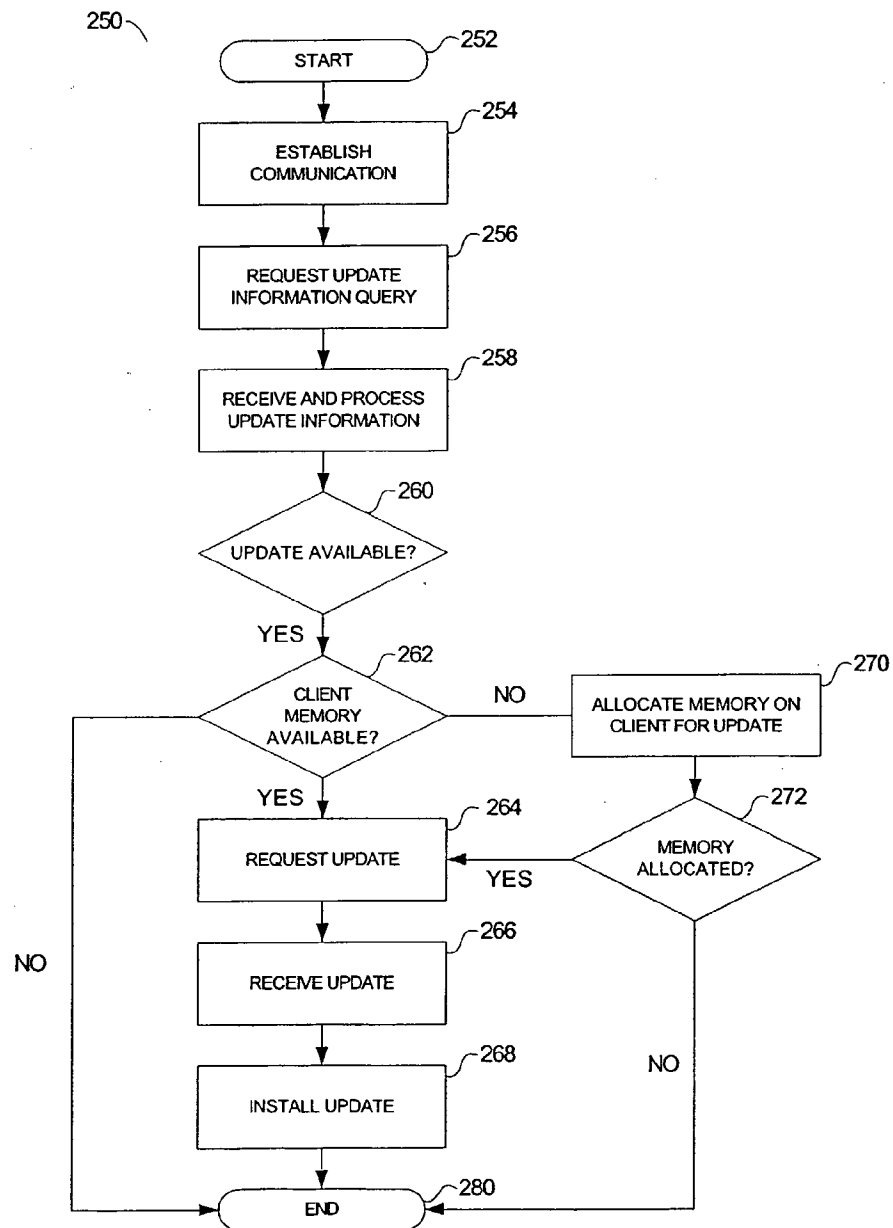 250
START
252
254
ESTABLISH
COMMUNICATION
256
REQUEST UPDATE
INFORMATION QUERY
258
RECEIVE AND PROCESS
UPDATE INFORMATION
260
UPDATE AVAILABLE?
YES
262
CLIENT
MEMORY
AVAILABLE?
NO
270
ALLOCATE MEMORY ON
CLIENT FOR UPDATE
YES
264
REQUEST UPDATE
272
MEMORY
ALLOCATED?
YES
266
RECEIVE UPDATE
NO
268
INSTALL UPDATE
NO
280
END